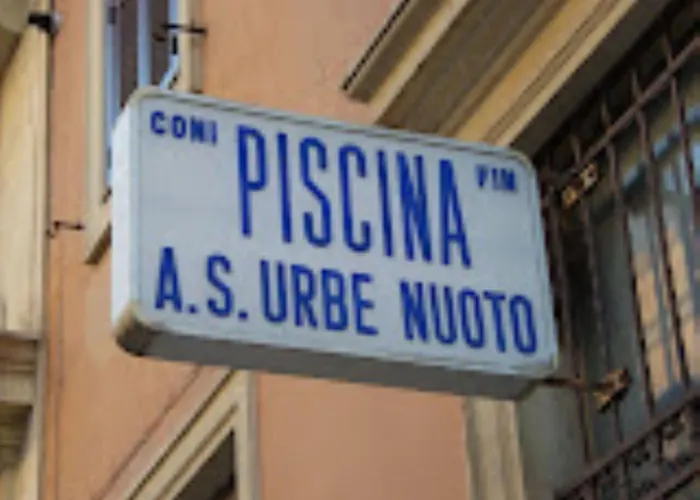 CONI PISCINA FIN
A.S. URBE NUOTO